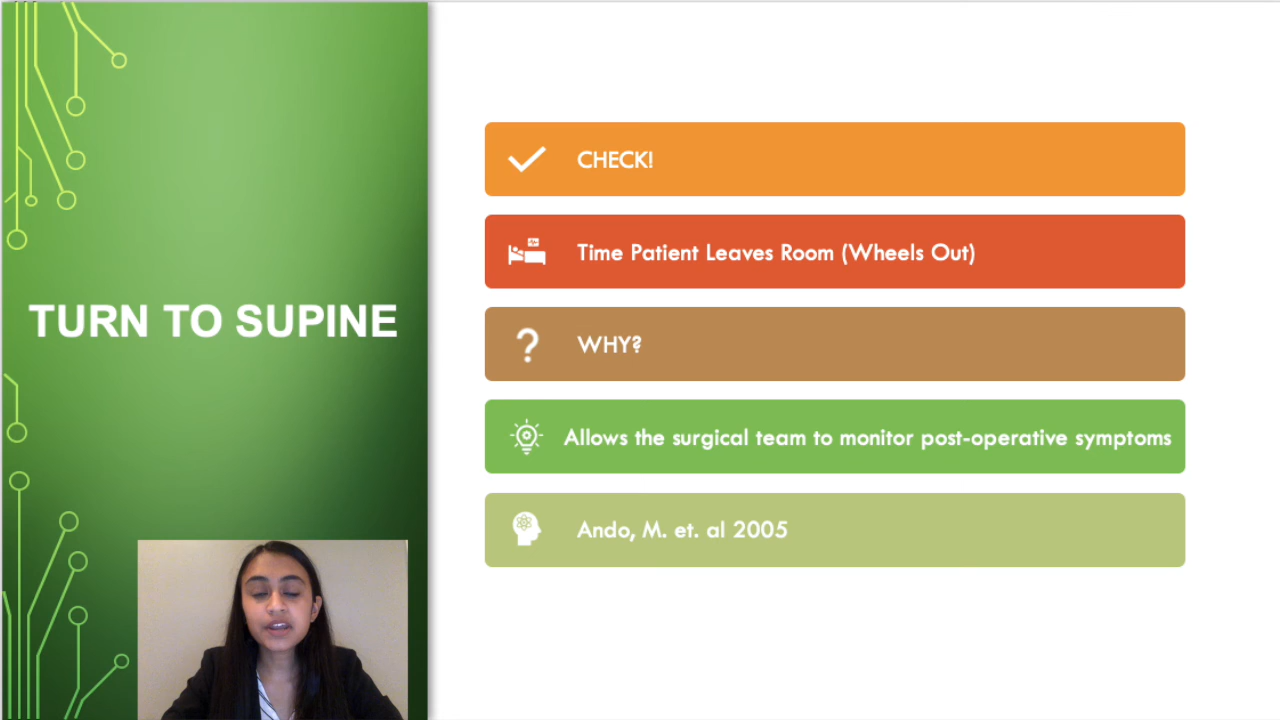 TURN TO SUPINE
CHECK!
Time Patient Leaves Room (Wheels Out)
WHY?
Allows the surgical team to monitor post-operative symptoms
Ando, M. et. al 2005